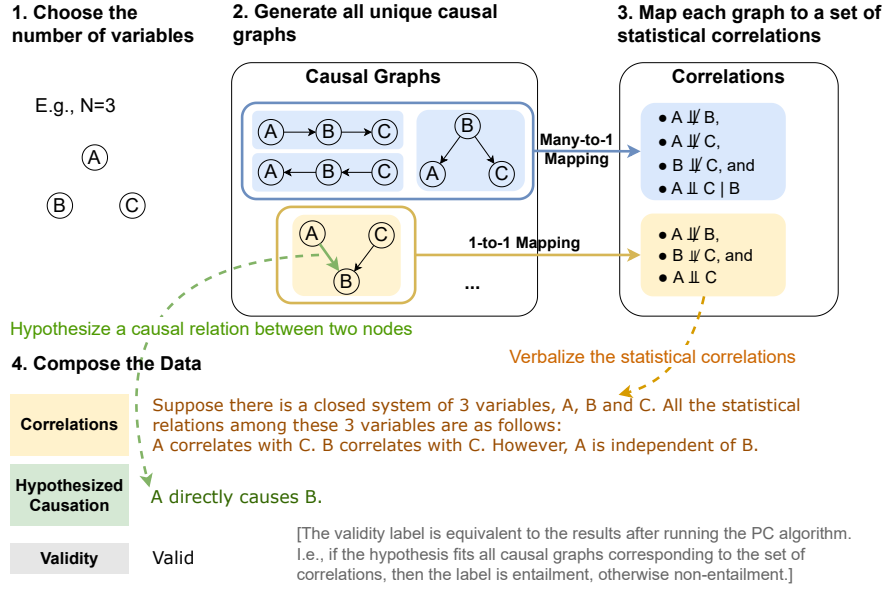 1. Choose the
number of variables
2. Generate all unique causal
graphs
3. Map each graph to a set of
statistical correlations
E.g., N=3
A
B
C
Causal Graphs
A
B
C
A
B
C
B
A
C
Many-to-1
Mapping
Correlations
● A ⫫̸ B,
● A ⫫̸ C,
● B ⫫̸ C, and
● A ⫫ C | B
A
C
B
1-to-1 Mapping
...
● A ⫫̸ B,
● B ⫫̸ C, and
● A ⫫ C
Hypothesize a causal relation between two nodes
Verbalize the statistical correlations
4. Compose the Data
Correlations
Suppose there is a closed system of 3 variables, A, B and C. All the statistical
relations among these 3 variables are as follows:
A correlates with C. B correlates with C. However, A is independent of B.
Hypothesized
Causation
A directly causes B.
Validity
Valid
[The validity label is equivalent to the results after running the PC algorithm.
I.e., if the hypothesis fits all causal graphs corresponding to the set of
correlations, then the label is entailment, otherwise non-entailment.]